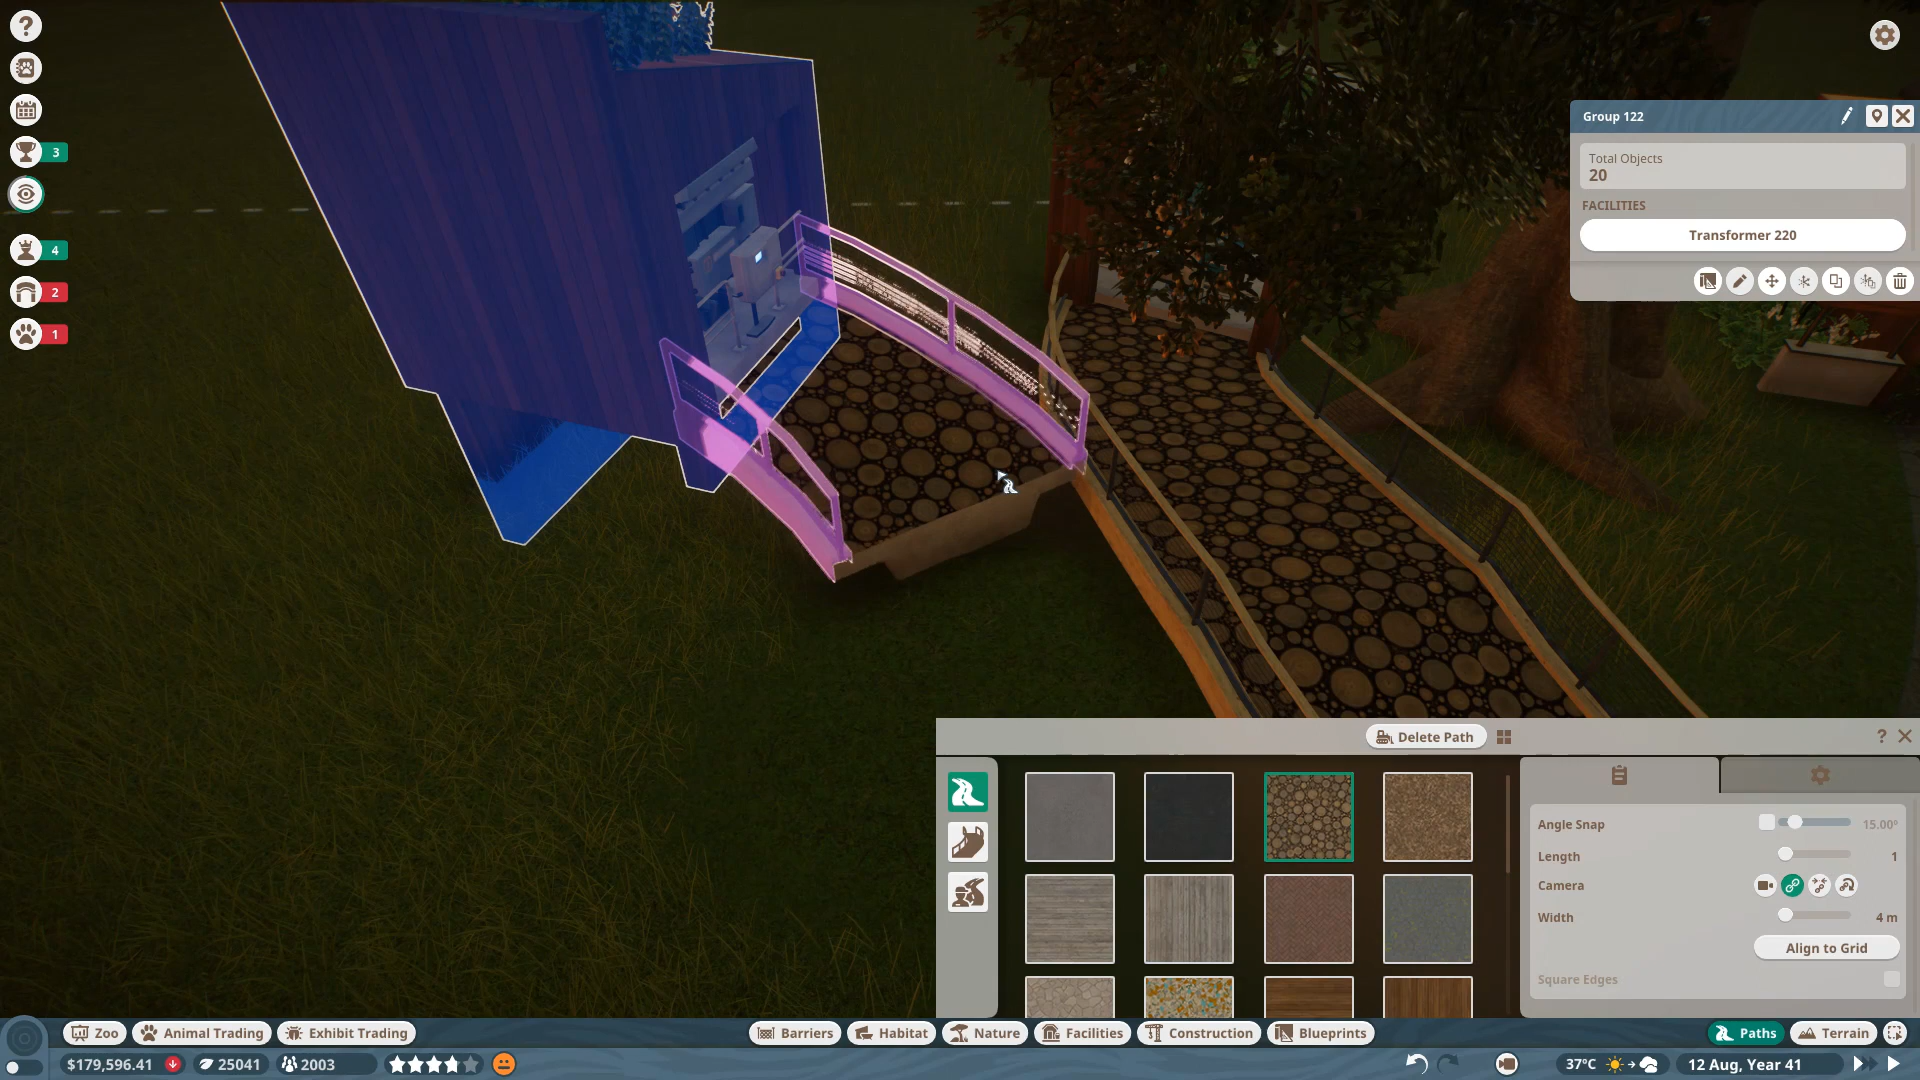 ?
3
4
2
1
Group 122
Total Objects
20
FACILITIES
Transformer 220
Delete Path
?
Angle Snap
15.00°
Length
1
Camera
Width
4 m
Align to Grid
Square Edges
Zoo
Animal Trading
Exhibit Trading
Barriers
Habitat
Nature
Facilities
Construction
Blueprints
Paths
Terrain
$179,596.41
25041
2003
37°C
12 Aug, Year 41